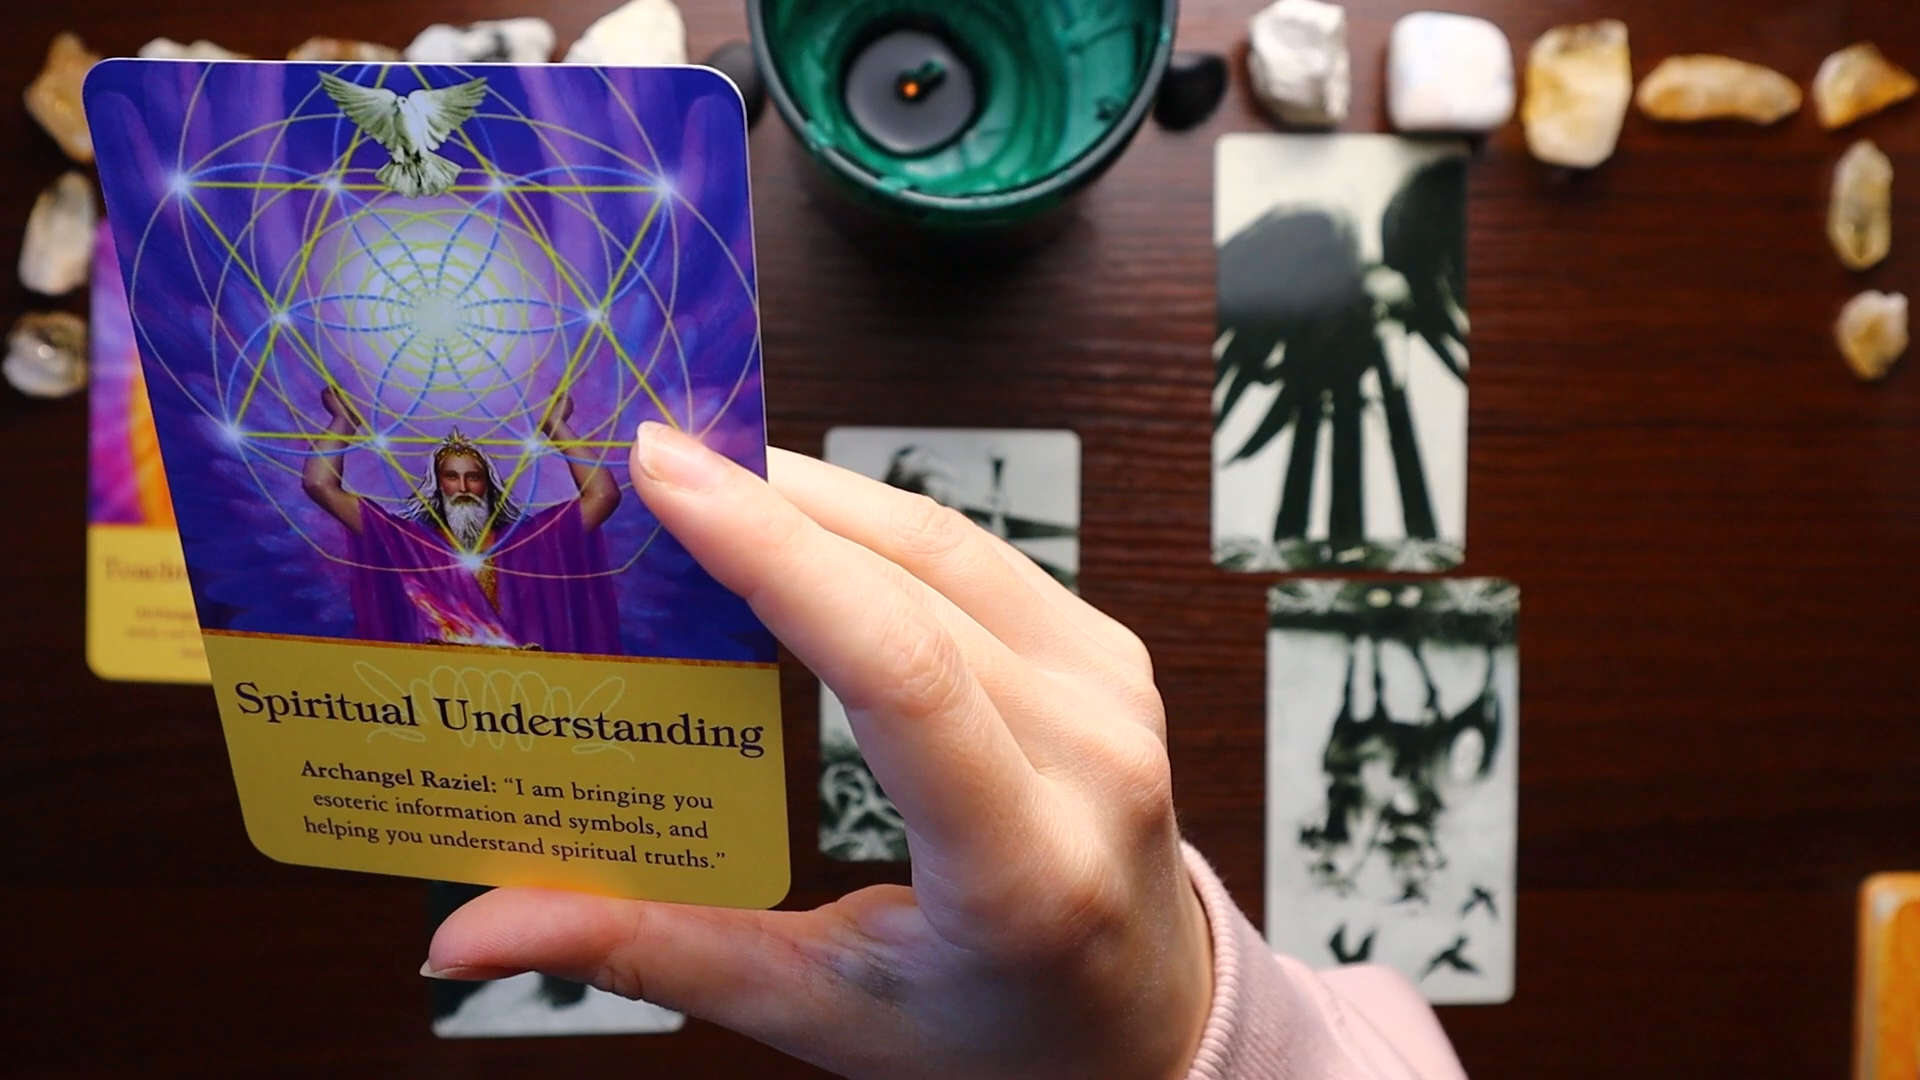 Spiritual Understanding
Archangel Raziel: “I am bringing you
esoteric information and symbols, and
helping you understand spiritual truths.”